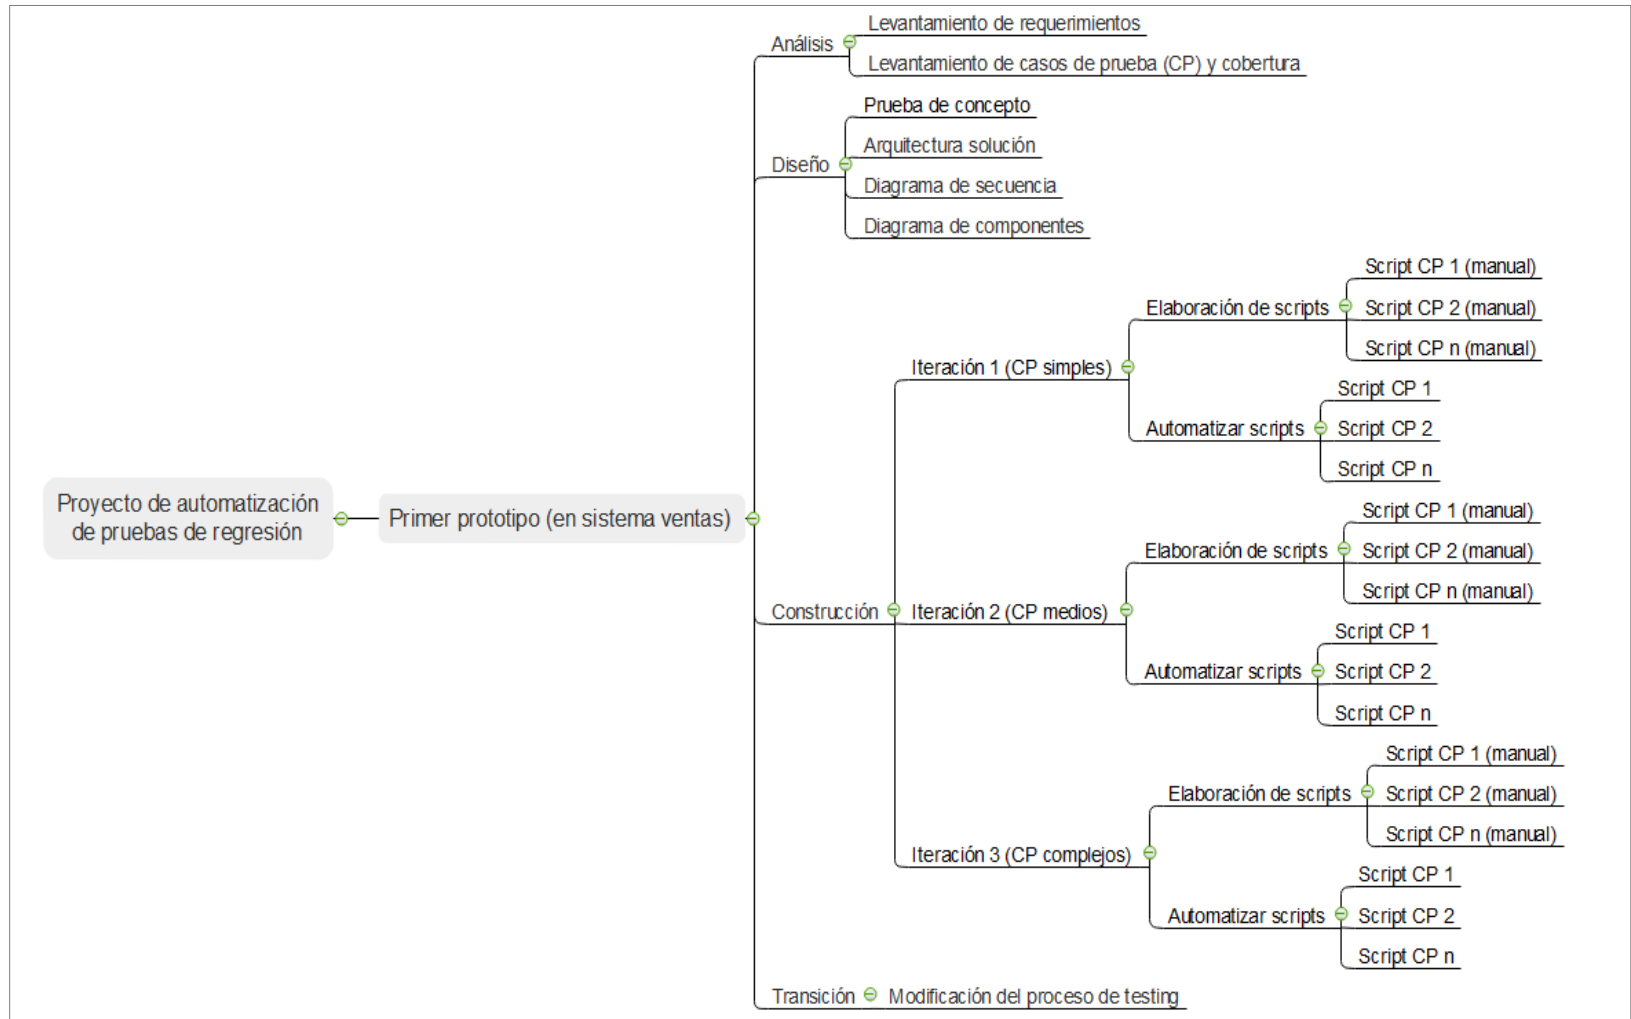 Proyecto de automatización
de pruebas de regresión
Primer prototipo (en sistema ventas)
Análisis
Levantamiento de requerimientos
Levantamiento de casos de prueba (CP) y cobertura
Diseño
Prueba de concepto
Arquitectura solución
Diagrama de secuencia
Diagrama de componentes
Construcción
Iteración 1 (CP simples)
Elaboración de scripts
Script CP 1 (manual)
Script CP 2 (manual)
Script CP n (manual)
Automatizar scripts
Script CP 1
Script CP 2
Script CP n
Iteración 2 (CP medios)
Elaboración de scripts
Script CP 1 (manual)
Script CP 2 (manual)
Script CP n (manual)
Automatizar scripts
Script CP 1
Script CP 2
Script CP n
Iteración 3 (CP complejos)
Elaboración de scripts
Script CP 1 (manual)
Script CP 2 (manual)
Script CP n (manual)
Automatizar scripts
Script CP 1
Script CP 2
Script CP n
Transición
Modificación del proceso de testing